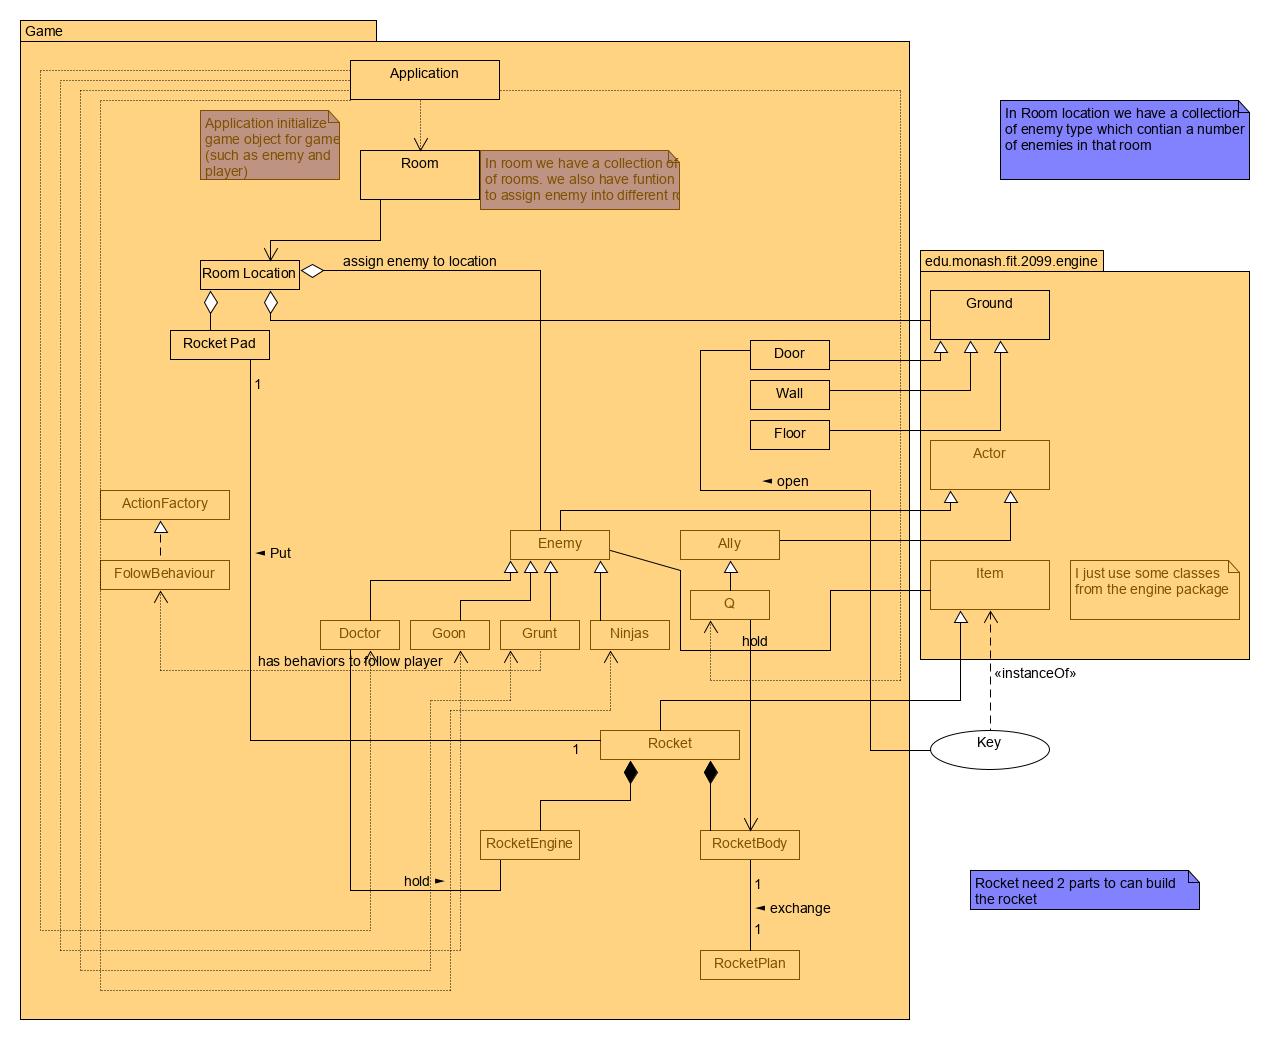 Game
Application
Application initialize
game object for game
(such as enemy and
player)
Room
In room we have a collection of
of rooms. we also have funtion
to assign enemy into different
In Room location we have a collection
of enemy type which contian a number
of enemies in that room
Room Location
assign enemy to location
edu.monash.fit.2099.engine
Ground
Rocket Pad
Door
1
Wall
Floor
Actor
◄ open
ActionFactory
◄ Put
Enemy
Ally
FolowBehaviour
Item
I just use some classes
from the engine package
Q
Doctor
Goon
Grunt
Ninjas
hold
has behaviors to follow player
«instanceOf»
1
Rocket
Key
RocketEngine
RocketBody
hold ►
1
◄ exchange
1
Rocket need 2 parts to can build
the rocket
RocketPlan